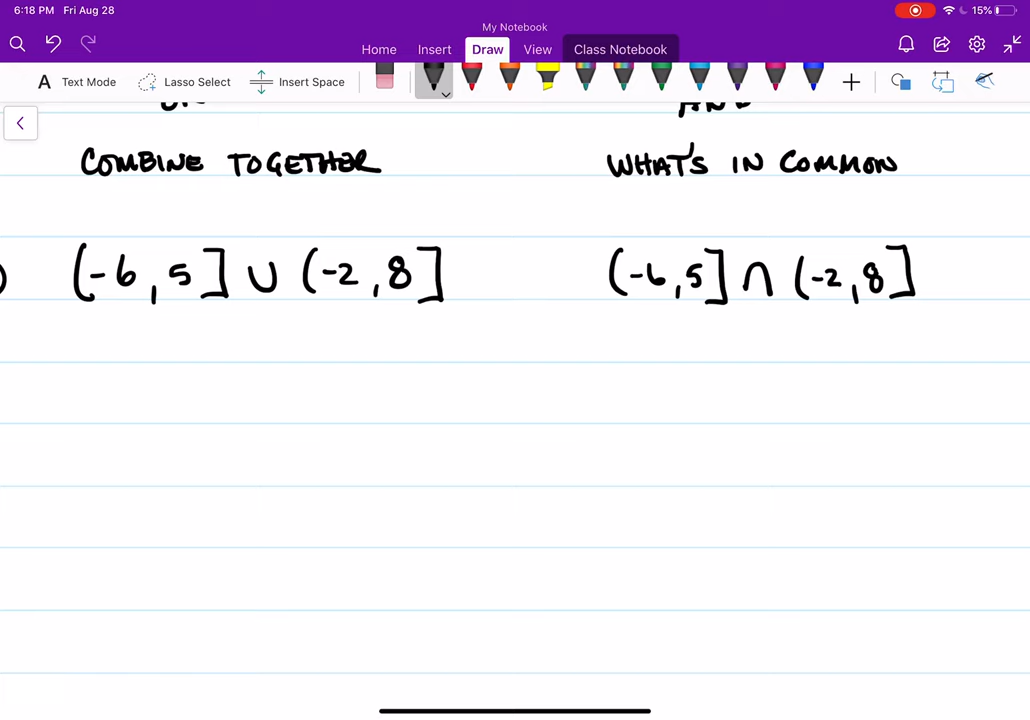 6:18 PM Fri Aug 28 15%
My Notebook
Home Insert Draw View Class Notebook
A Text Mode Lasso Select Insert Space
AND
COMBINE TOGETHER WHAT'S IN COMMON
(-6, 5] ∪ (-2, 8] (-6, 5] ∩ (-2, 8]